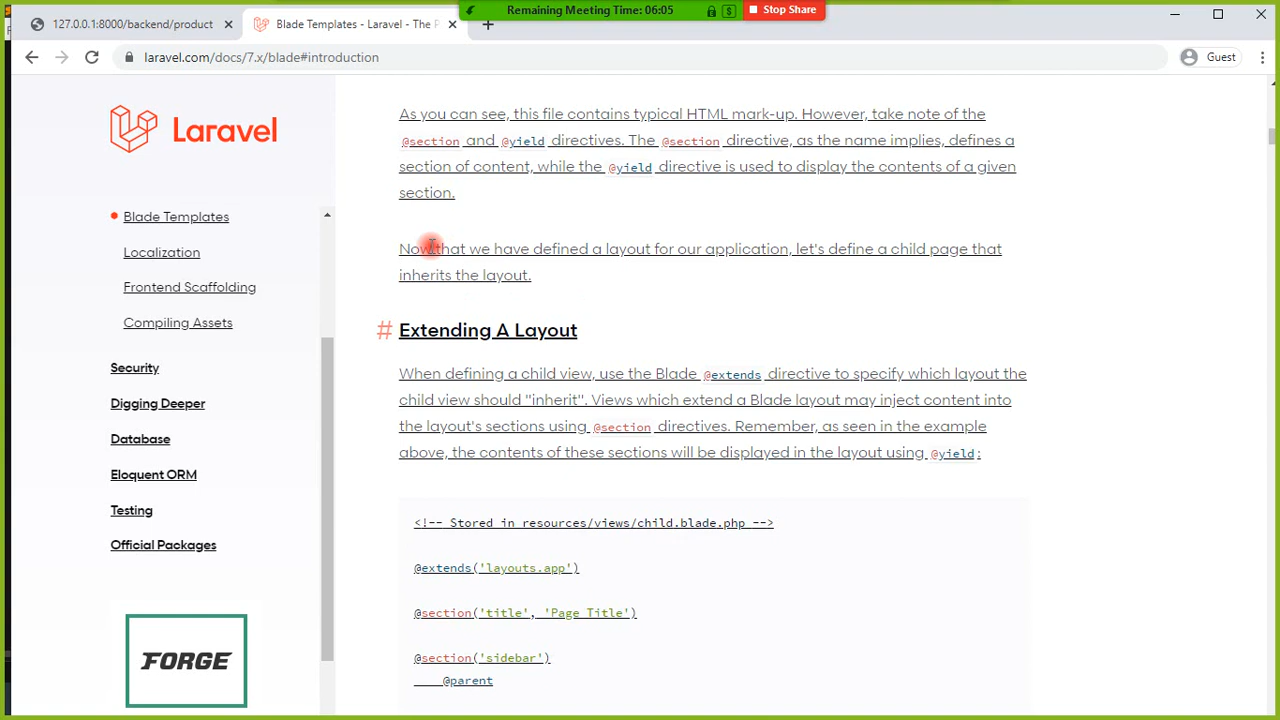 Remaining Meeting Time: 06:05
Stop Share
127.0.0.1:8000/backend/product
Blade Templates - Laravel - The P
laravel.com/docs/7.x/blade#introduction
Guest
Laravel
Blade Templates
Localization
Frontend Scaffolding
Compiling Assets
Security
Digging Deeper
Database
Eloquent ORM
Testing
Official Packages
FORGE
As you can see, this file contains typical HTML mark-up. However, take note of the
@section and @yield directives. The @section directive, as the name implies, defines a
section of content, while the @yield directive is used to display the contents of a given
section.
Now that we have defined a layout for our application, let's define a child page that
inherits the layout.
# Extending A Layout
When defining a child view, use the Blade @extends directive to specify which layout the
child view should "inherit". Views which extend a Blade layout may inject content into
the layout's sections using @section directives. Remember, as seen in the example
above, the contents of these sections will be displayed in the layout using @yield:
<!-- Stored in resources/views/child.blade.php -->
@extends('layouts.app')
@section('title', 'Page Title')
@section('sidebar')
@parent